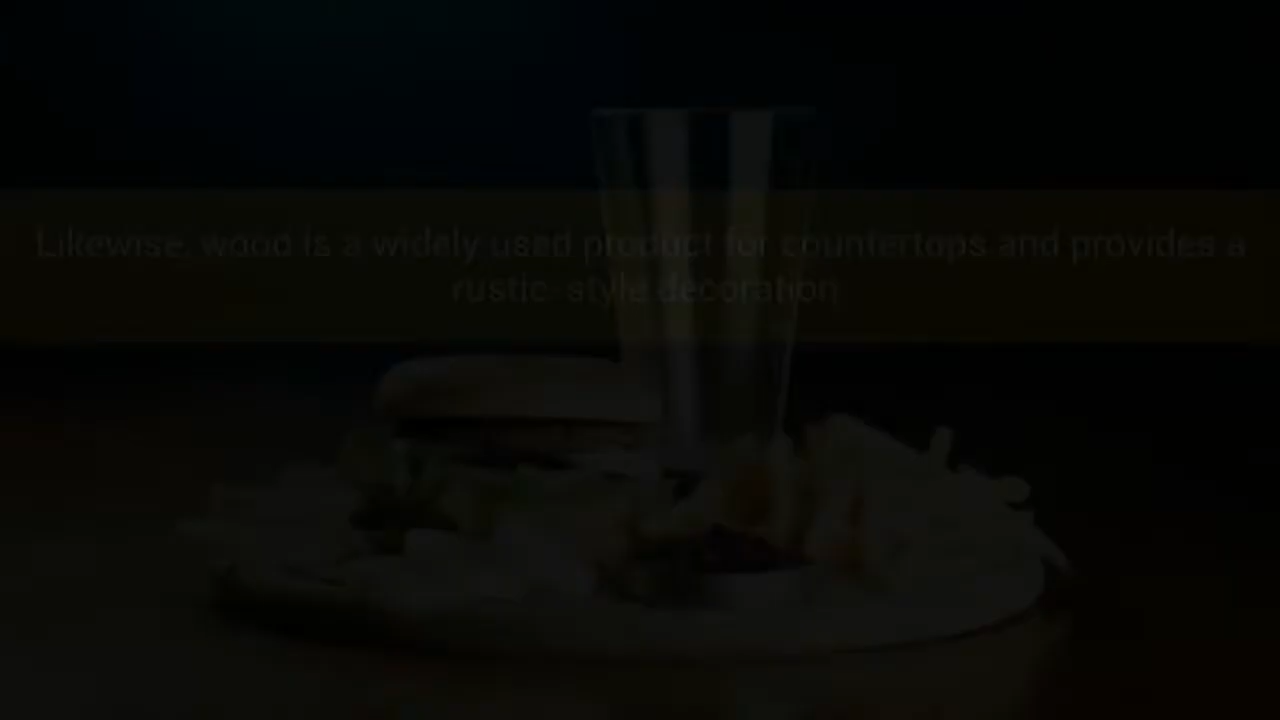 Likewise, wood is a widely used product for countertops and provides a
rustic-style decoration